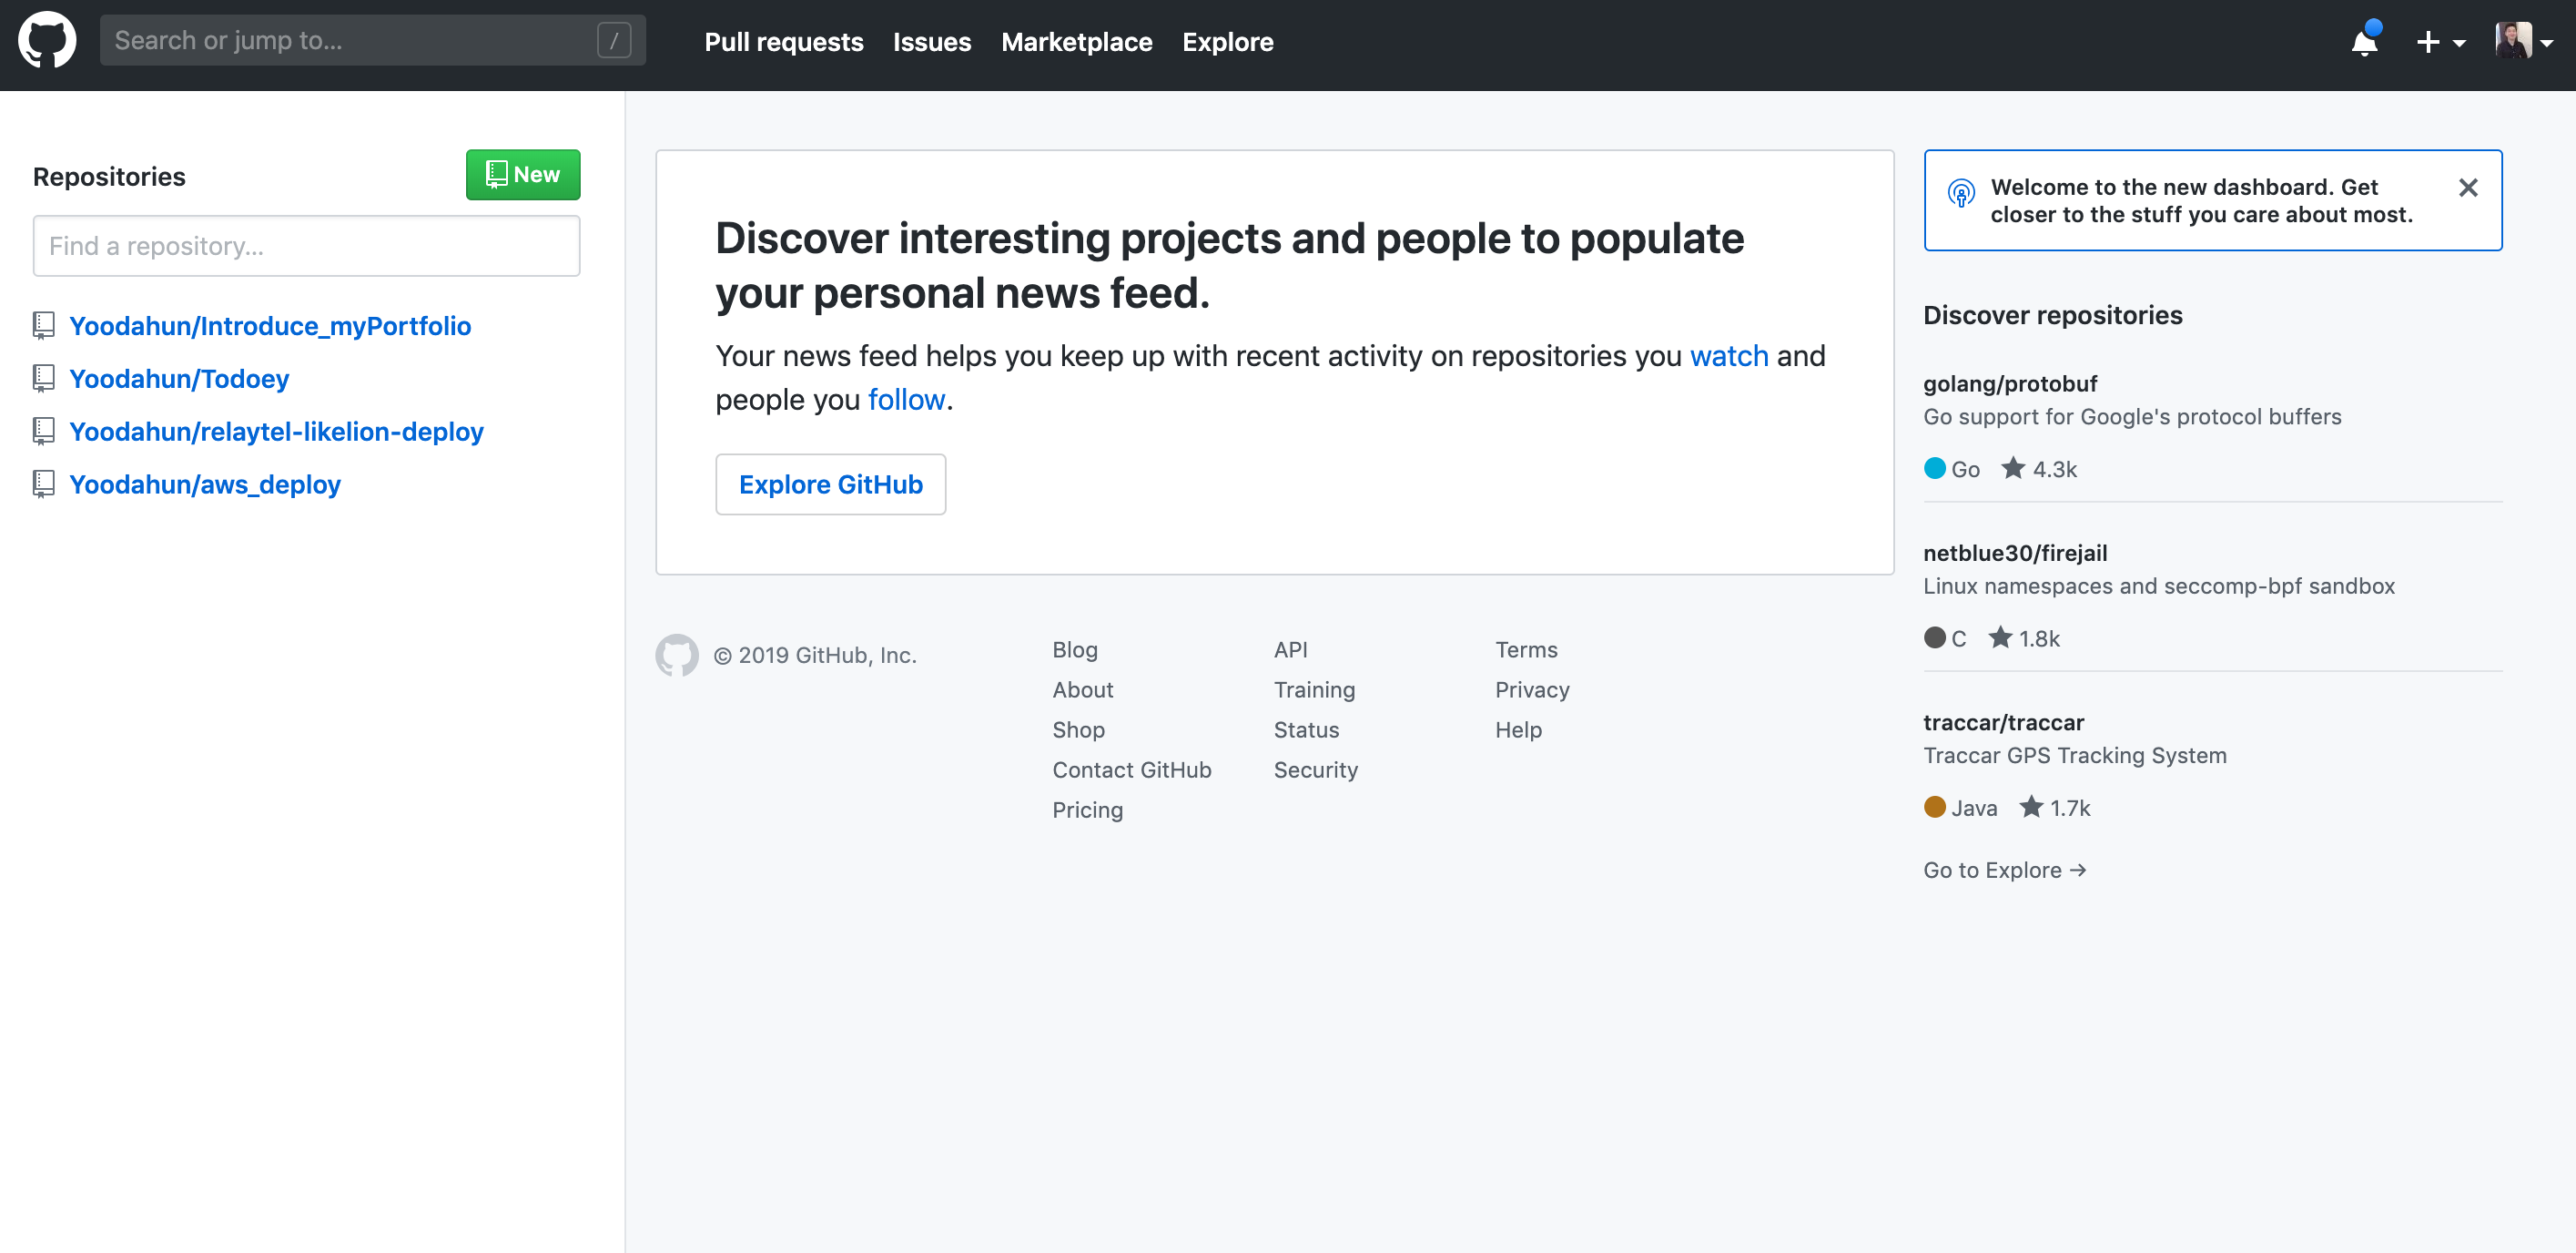 Search or jump to...
/
Pull requests
Issues
Marketplace
Explore
Repositories
New
Find a repository...
Yoodahun/Introduce_myPortfolio
Yoodahun/Todoey
Yoodahun/relaytel-likelion-deploy
Yoodahun/aws_deploy
Discover interesting projects and people to populate
your personal news feed.
Your news feed helps you keep up with recent activity on repositories you watch and
people you follow.
Explore GitHub
© 2019 GitHub, Inc.
Blog
About
Shop
Contact GitHub
Pricing
API
Training
Status
Security
Terms
Privacy
Help
Welcome to the new dashboard. Get
closer to the stuff you care about most.
Discover repositories
golang/protobuf
Go support for Google's protocol buffers
Go 4.3k
netblue30/firejail
Linux namespaces and seccomp-bpf sandbox
C 1.8k
traccar/traccar
Traccar GPS Tracking System
Java 1.7k
Go to Explore →